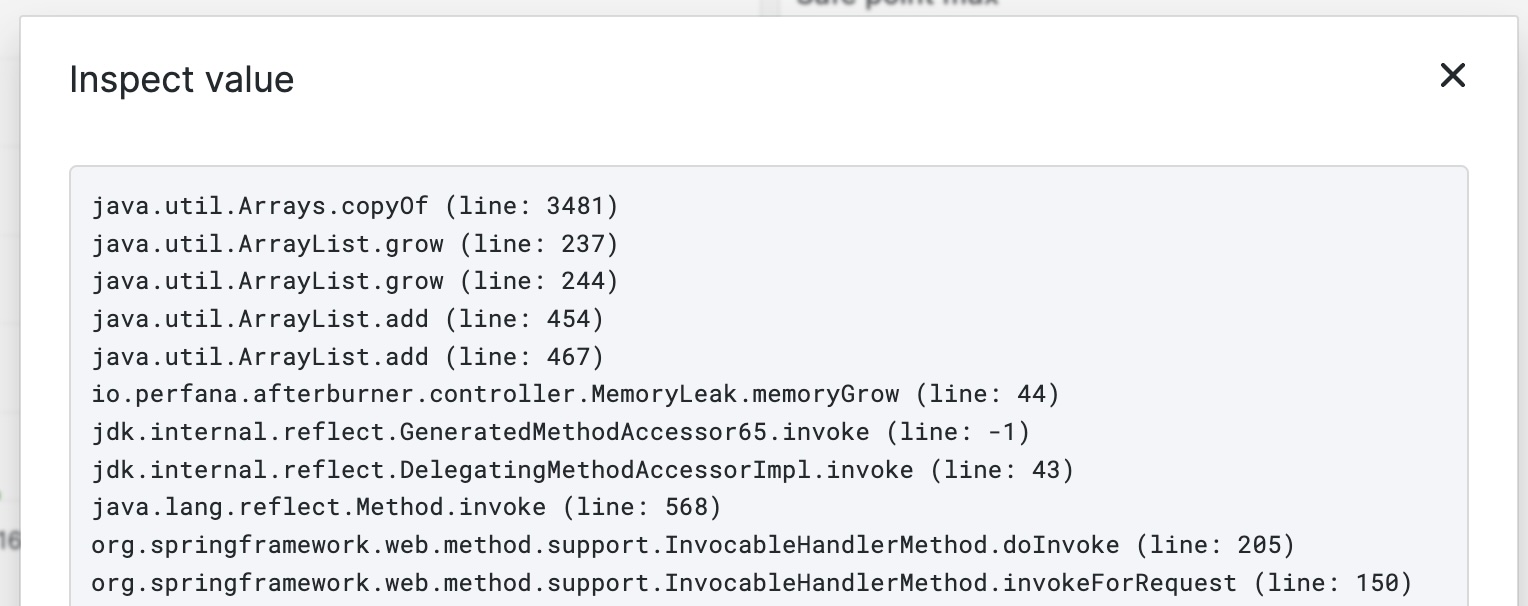 Safe point max
Inspect value
java.util.Arrays.copyOf (line: 3481)
java.util.ArrayList.grow (line: 237)
java.util.ArrayList.grow (line: 244)
java.util.ArrayList.add (line: 454)
java.util.ArrayList.add (line: 467)
io.perfana.afterburner.controller.MemoryLeak.memoryGrow (line: 44)
jdk.internal.reflect.GeneratedMethodAccessor65.invoke (line: -1)
jdk.internal.reflect.DelegatingMethodAccessorImpl.invoke (line: 43)
java.lang.reflect.Method.invoke (line: 568)
16
org.springframework.web.method.support.InvocableHandlerMethod.doInvoke (line: 205)
org.springframework.web.method.support.InvocableHandlerMethod.invokeForRequest (line: 150)